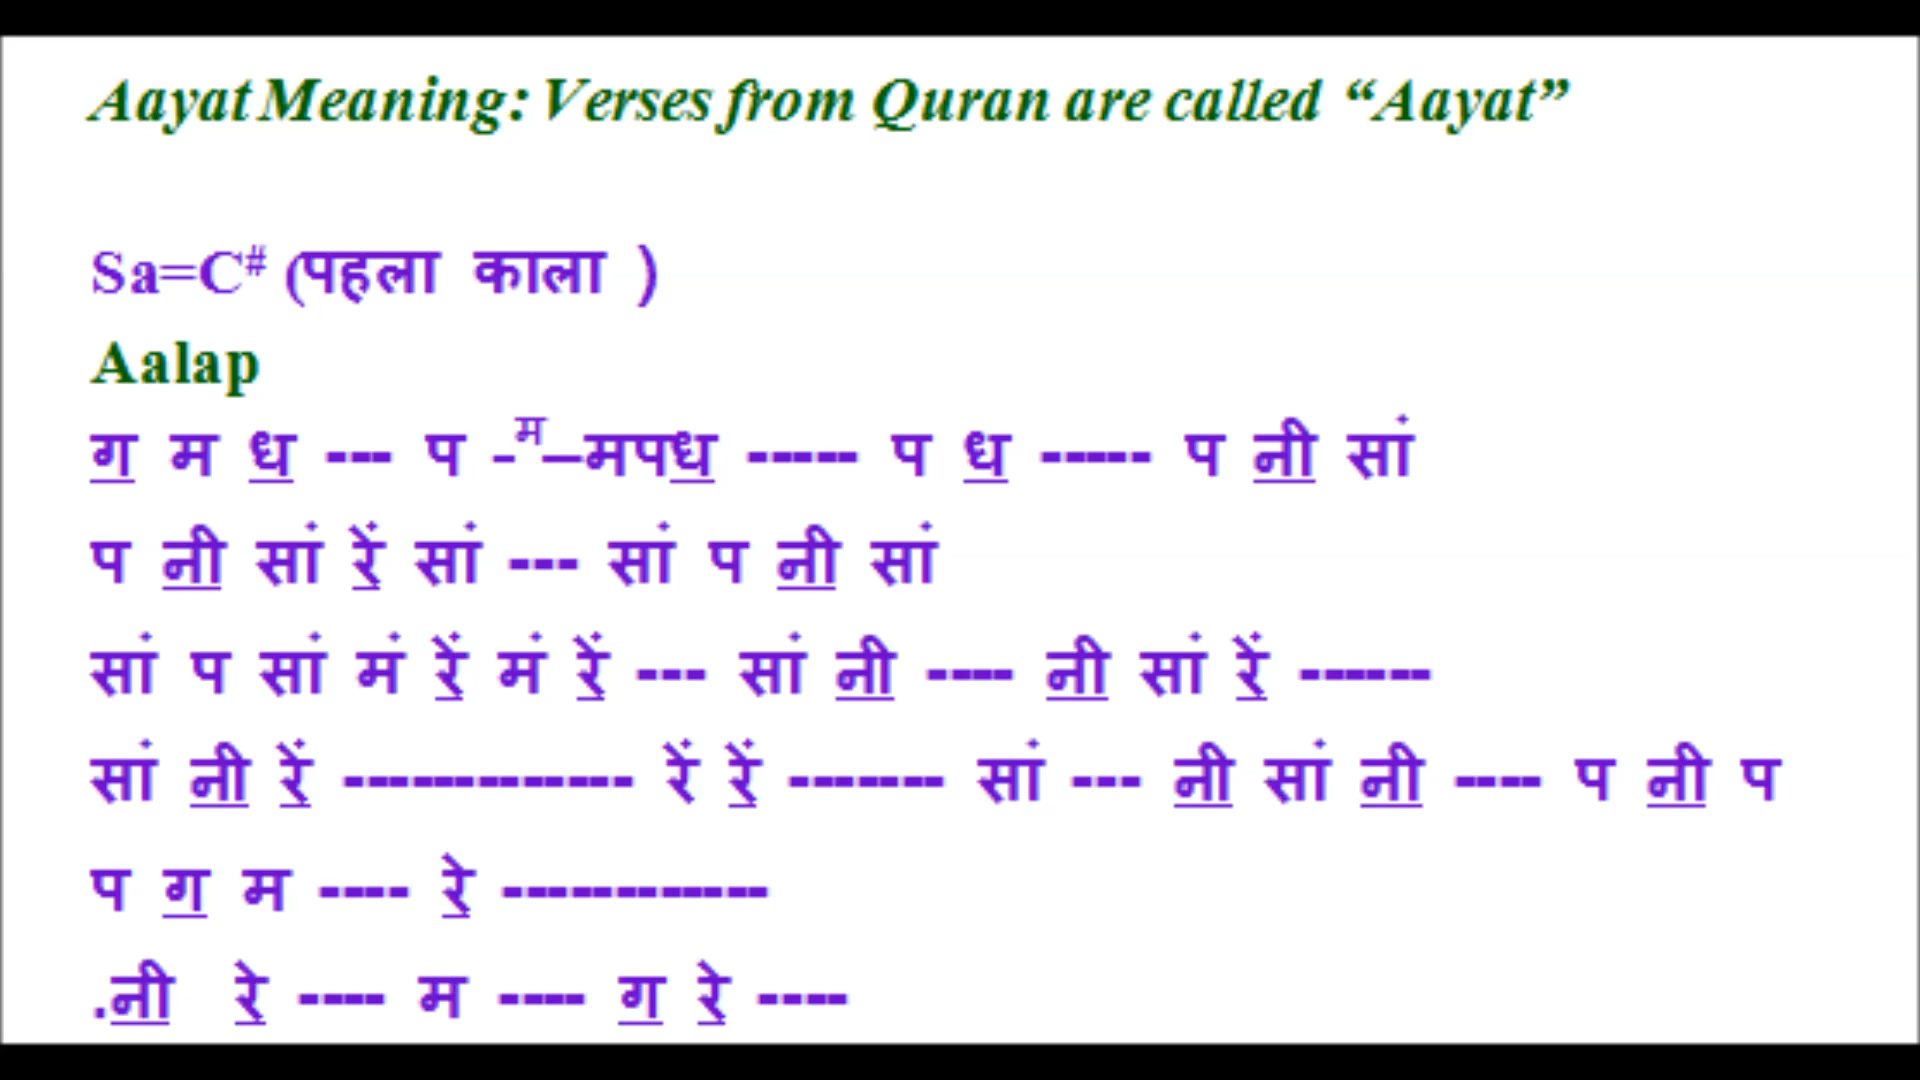 Aayat Meaning: Verses from Quran are called “Aayat”
Sa=C# (पहला काला )
Aalap
ग म ध --- प -म–मपध ----- प ध ----- प नी सां
प नी सां रें सां --- सां प नी सां
सां प सां मं रें मं रें --- सां नी ---- नी सां रें ------
सां नी रें ------------- रें रें ------- सां --- नी सां नी ---- प नी प
प ग म ---- रे ------------
.नी रे ---- म ---- ग रे ----